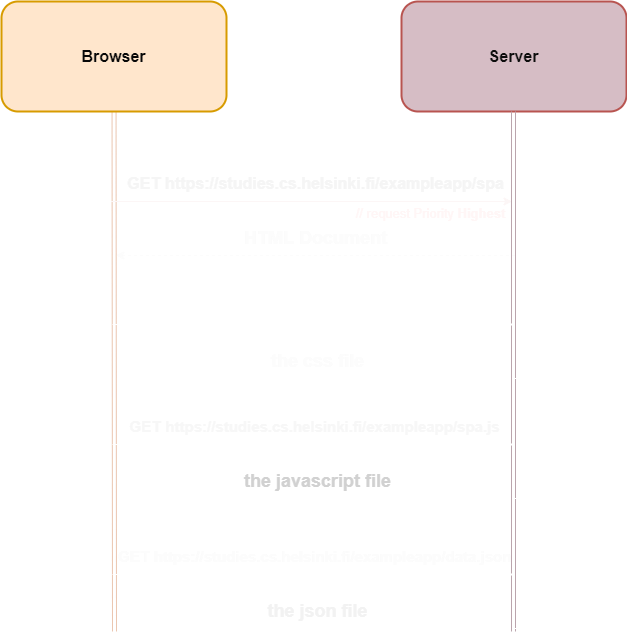 Browser
Server
GET https://studies.cs.helsinki.fi/exampleapp/spa
// request Priority Highest
HTML Document
the css file
GET https://studies.cs.helsinki.fi/exampleapp/spa.js
the javascript file
GET https://studies.cs.helsinki.fi/exampleapp/data.json
the json file